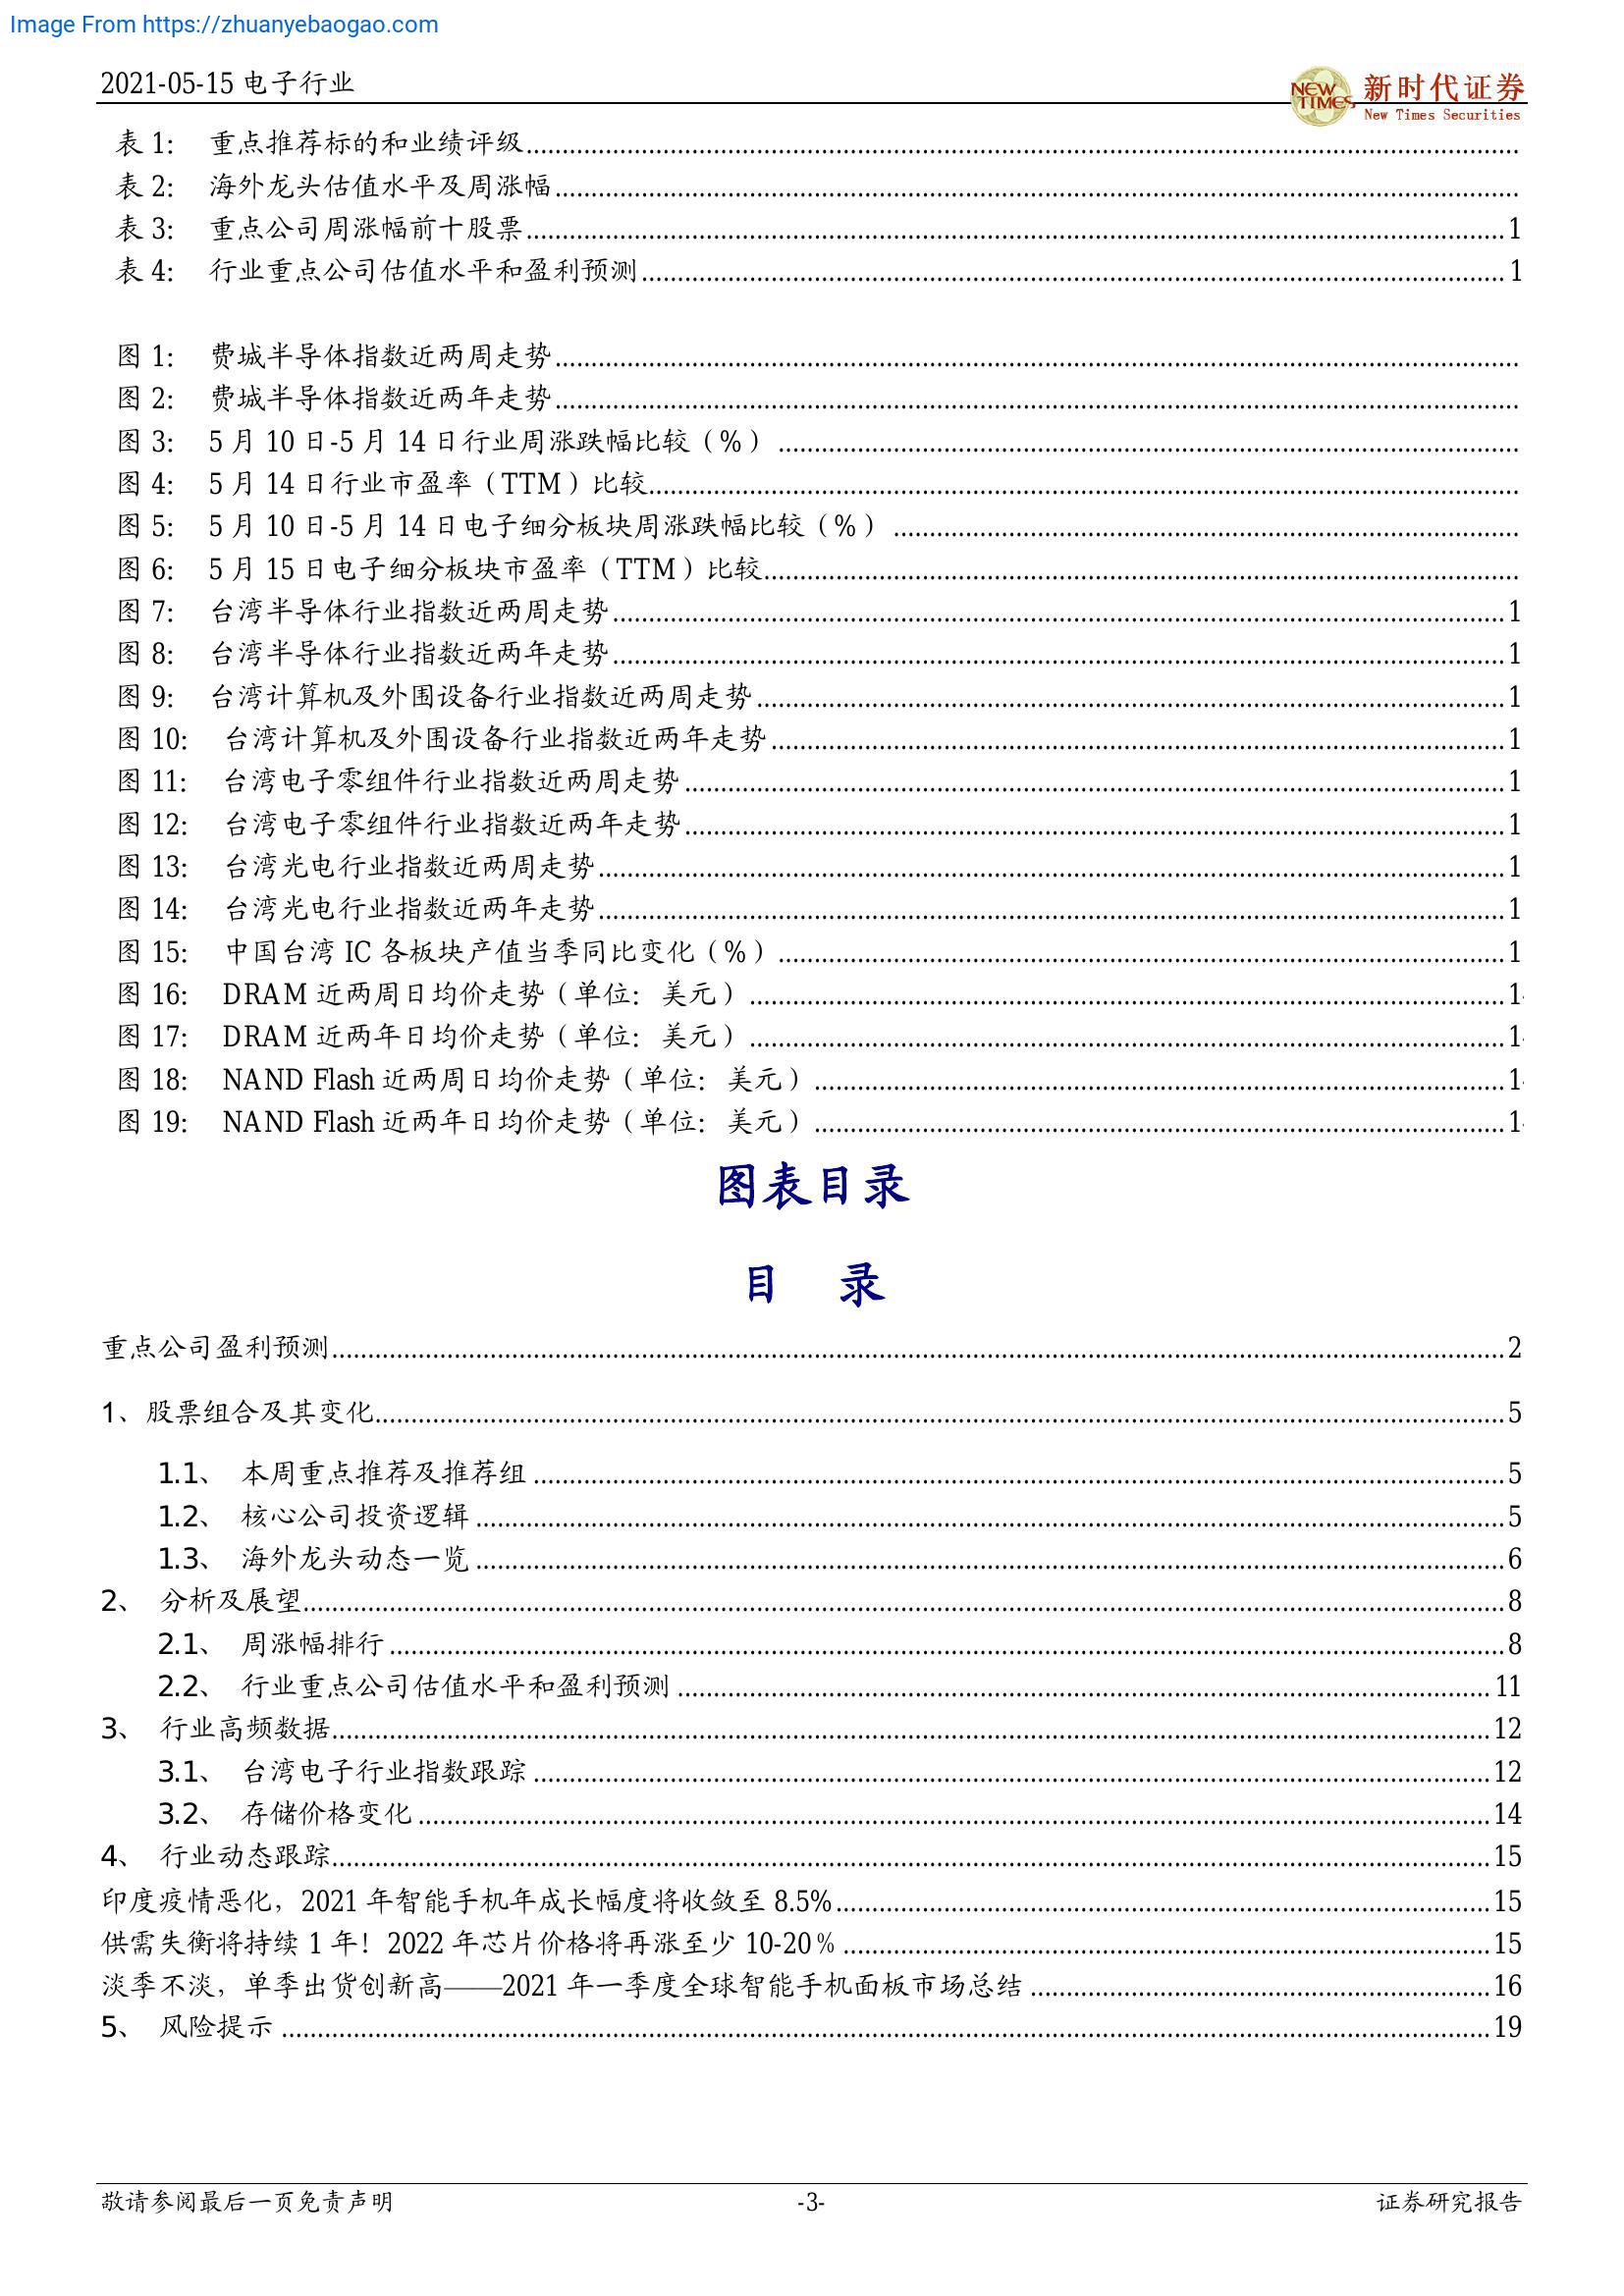 Image From https://zhuanyebaogao.com
2021-05-15 电子行业
NEW TIMES 新时代证券
New Times Securities
表 1: 重点推荐标的和业绩评级
表 2: 海外龙头估值水平及周涨幅
表 3: 重点公司周涨幅前十股票 1
表 4: 行业重点公司估值水平和盈利预测 1
图 1: 费城半导体指数近两周走势
图 2: 费城半导体指数近两年走势
图 3: 5 月 10 日-5 月 14 日行业周涨跌幅比较（%）
图 4: 5 月 14 日行业市盈率（TTM）比较
图 5: 5 月 10 日-5 月 14 日电子细分板块周涨跌幅比较（%）
图 6: 5 月 15 日电子细分板块市盈率（TTM）比较
图 7: 台湾半导体行业指数近两周走势 1
图 8: 台湾半导体行业指数近两年走势 1
图 9: 台湾计算机及外围设备行业指数近两周走势 1
图 10: 台湾计算机及外围设备行业指数近两年走势 1
图 11: 台湾电子零组件行业指数近两周走势 1
图 12: 台湾电子零组件行业指数近两年走势 1
图 13: 台湾光电行业指数近两周走势 1
图 14: 台湾光电行业指数近两年走势 1
图 15: 中国台湾 IC 各板块产值当季同比变化（%） 1
图 16: DRAM 近两周日均价走势（单位：美元） 1
图 17: DRAM 近两年日均价走势（单位：美元） 1
图 18: NAND Flash 近两周日均价走势（单位：美元） 1
图 19: NAND Flash 近两年日均价走势（单位：美元） 1
图表目录
目 录
重点公司盈利预测 2
1、股票组合及其变化 5
1.1、 本周重点推荐及推荐组 5
1.2、 核心公司投资逻辑 5
1.3、 海外龙头动态一览 6
2、 分析及展望 8
2.1、 周涨幅排行 8
2.2、 行业重点公司估值水平和盈利预测 11
3、 行业高频数据 12
3.1、 台湾电子行业指数跟踪 12
3.2、 存储价格变化 14
4、 行业动态跟踪 15
印度疫情恶化，2021 年智能手机年成长幅度将收敛至 8.5% 15
供需失衡将持续 1 年！2022 年芯片价格将再涨至少 10-20% 15
淡季不淡，单季出货创新高——2021 年一季度全球智能手机面板市场总结 16
5、 风险提示 19
敬请参阅最后一页免责声明 -3- 证券研究报告